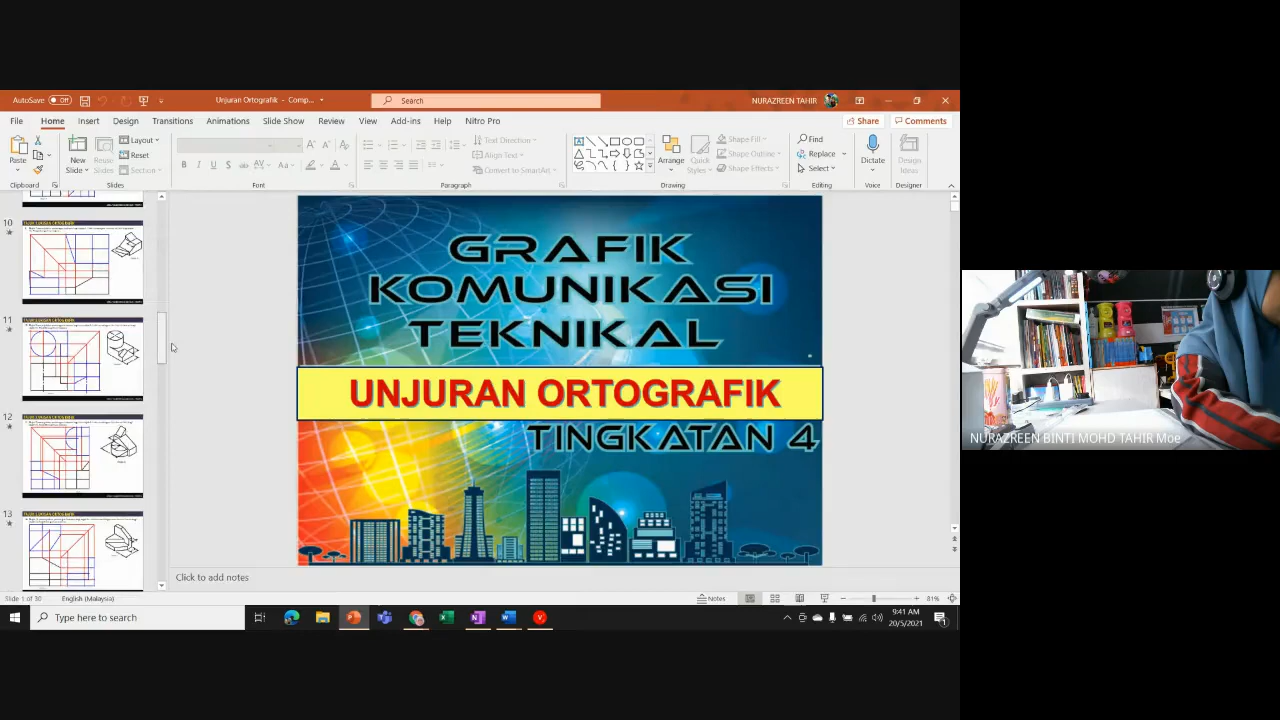 AutoSave Off
Unjuran Ortografik - Comp...
Search
NURAZREEN TAHIR
File Home Insert Design Transitions Animations Slide Show Review View Add-ins Help Nitro Pro
Share Comments
Paste
New Slide
Reuse Slides
Layout
Reset
Section
Text Direction
Align Text
Convert to SmartArt
Arrange
Quick Styles
Shape Fill
Shape Outline
Shape Effects
Find
Replace
Select
Dictate
Design Ideas
Clipboard Slides Font Paragraph Drawing Editing Voice Designer
10
11
12
13
GRAFIK
KOMUNIKASI
TEKNIKAL
UNJURAN ORTOGRAFIK
TINGKATAN 4
NURAZREEN BINTI MOHD TAHIR Moe
Click to add notes
Slide 1 of 30 English (Malaysia) Notes 81%
Type here to search
9:41 AM
20/5/2021